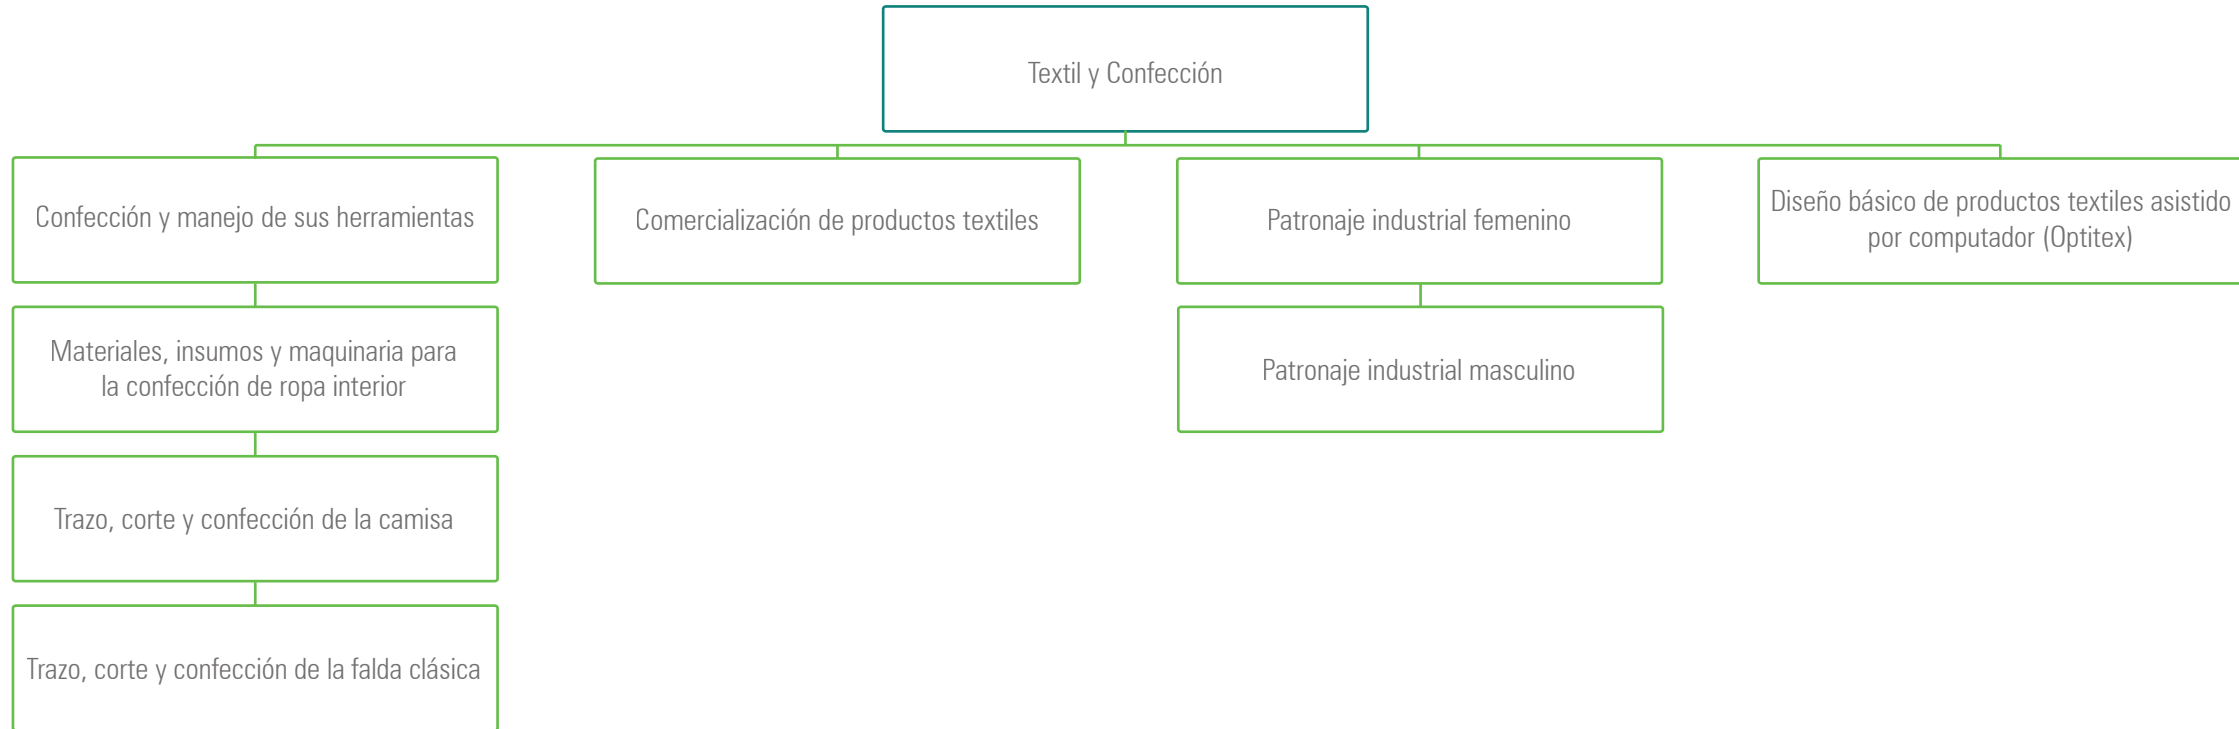 Textil y Confección
Confección y manejo de sus herramientas
Comercialización de productos textiles
Patronaje industrial femenino
Diseño básico de productos textiles asistido
por computador (Optitex)
Materiales, insumos y maquinaria para
la confección de ropa interior
Patronaje industrial masculino
Trazo, corte y confección de la camisa
Trazo, corte y confección de la falda clásica